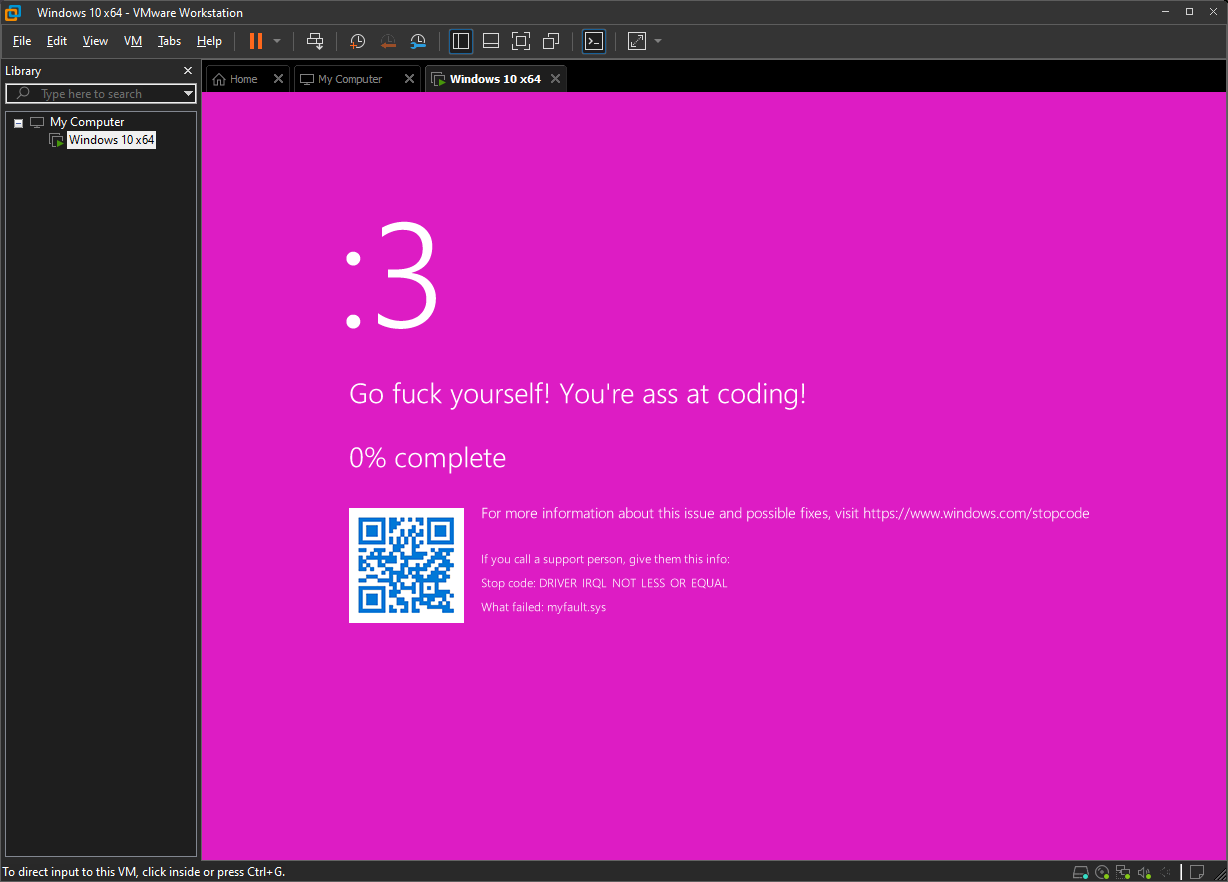 Windows 10 x64 - VMware Workstation
File Edit View VM Tabs Help
Library
Type here to search
My Computer
Windows 10 x64
Home
My Computer
Windows 10 x64
:3
Go fuck yourself! You're ass at coding!
0% complete
For more information about this issue and possible fixes, visit https://www.windows.com/stopcode
If you call a support person, give them this info:
Stop code: DRIVER IRQL NOT LESS OR EQUAL
What failed: myfault.sys
To direct input to this VM, click inside or press Ctrl+G.